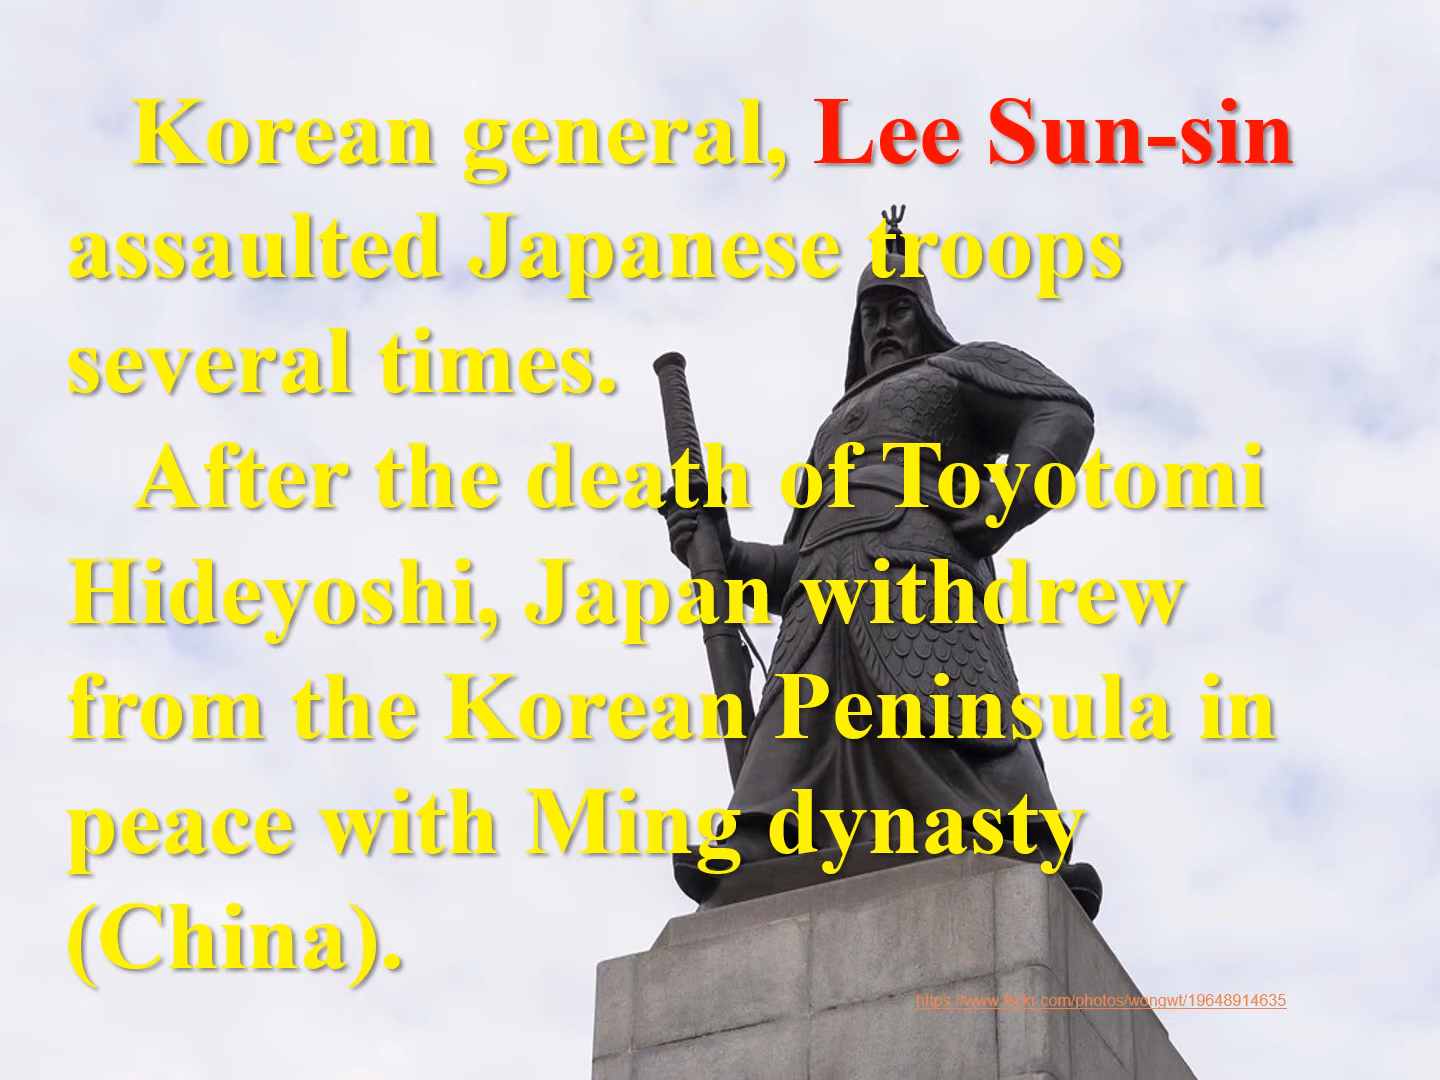 Korean general, Lee Sun-sin
assaulted Japanese troops
several times.
After the death of Toyotomi
Hideyoshi, Japan withdrew
from the Korean Peninsula in
peace with Ming dynasty
(China).
https://www.flickr.com/photos/wongwt/19648914635